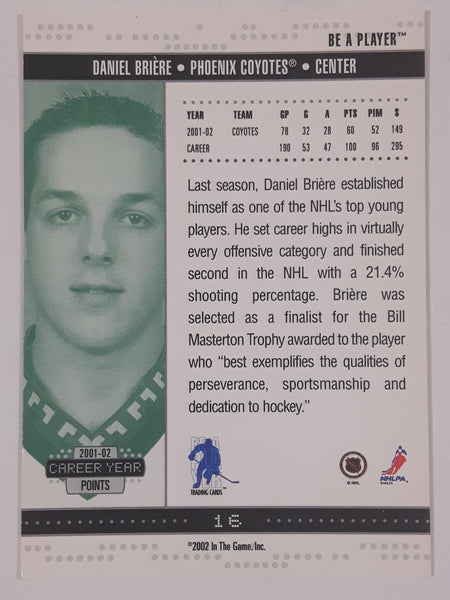 BE A PLAYER™
DANIEL BRIÈRE • PHOENIX COYOTES® • CENTER
YEAR TEAM GP G A PTS PIM S
2001-02 COYOTES 78 32 28 60 52 149
CAREER 190 53 47 100 96 295
Last season, Daniel Brière established
himself as one of the NHL's top young
players. He set career highs in virtually
every offensive category and finished
second in the NHL with a 21.4%
shooting percentage. Brière was
selected as a finalist for the Bill
Masterton Trophy awarded to the player
who “best exemplifies the qualities of
perseverance, sportsmanship and
dedication to hockey.”
2001-02
CAREER YEAR
POINTS
TRADING CARDS™
© NHL
NHLPA
16
©2002 In The Game, Inc.